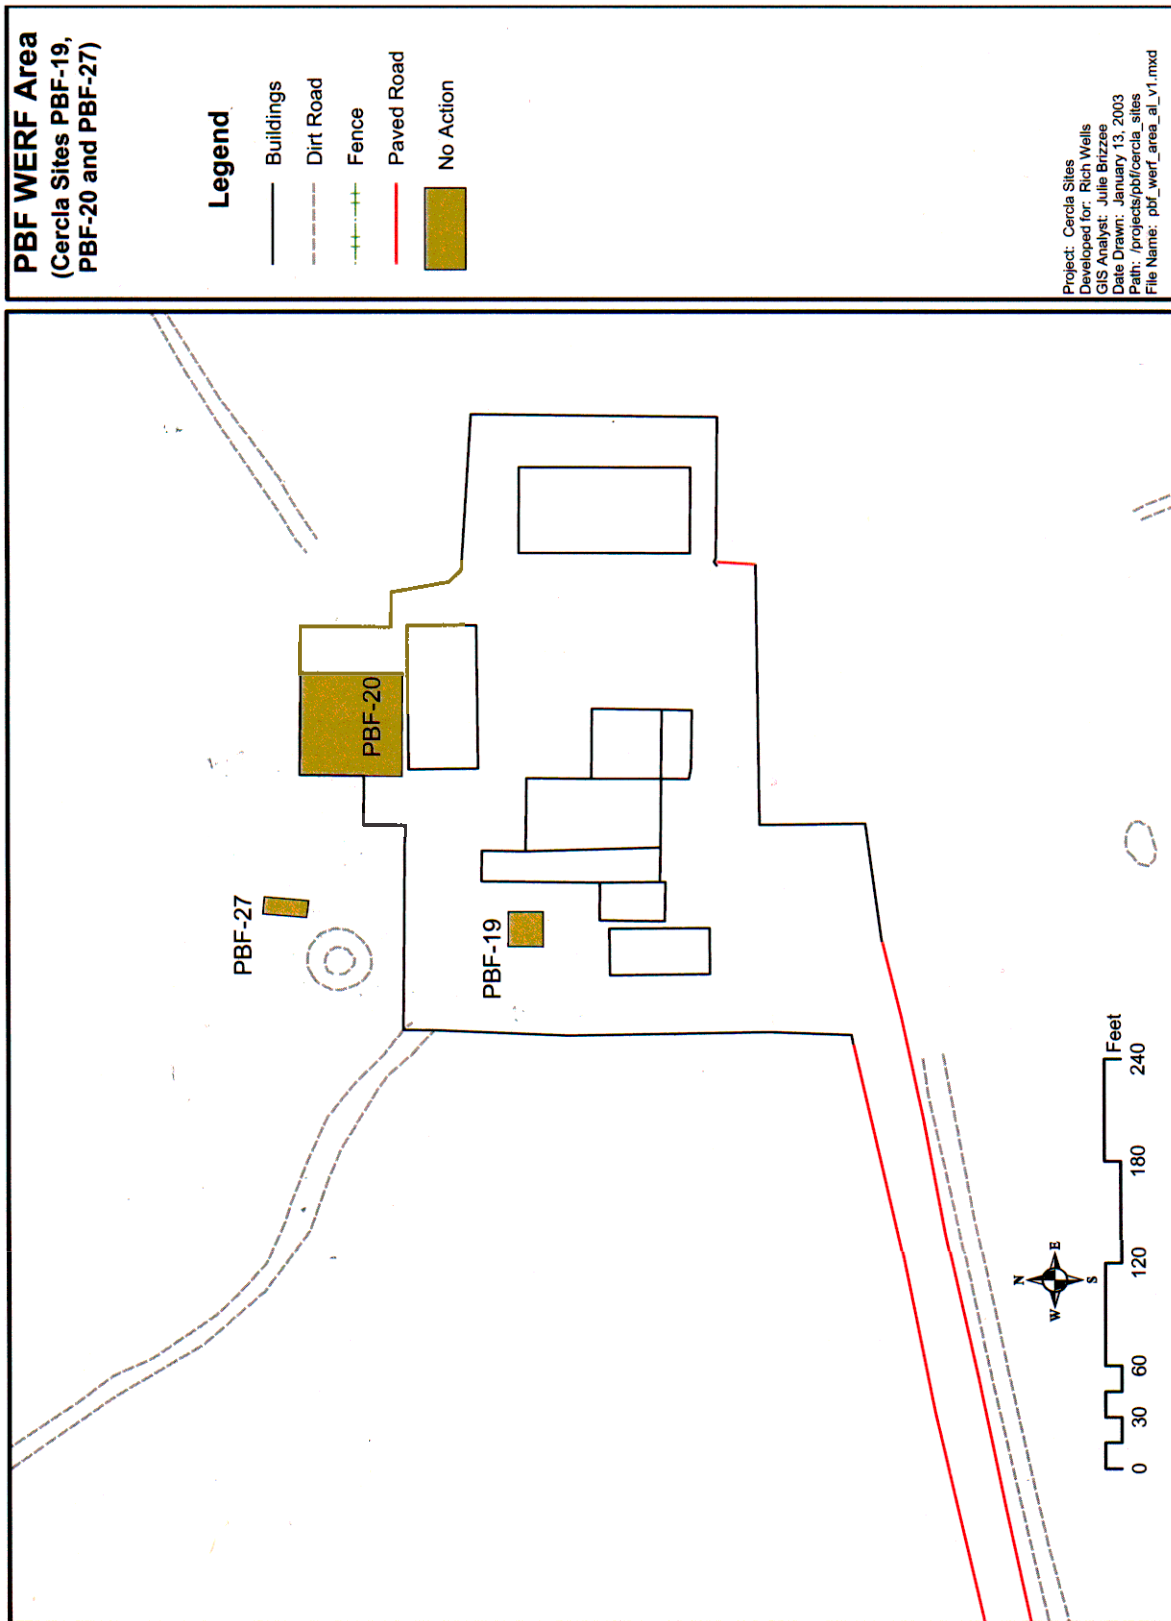 PBF WERF Area
(Cercla Sites PBF-19,
PBF-20 and PBF-27)
Legend
Buildings
Dirt Road
Fence
Paved Road
No Action
Project: Cercla Sites
Developed for: Rich Wells
GIS Analyst: Julie Brizzee
Date Drawn: January 13, 2003
Path: /projects/pbf/cercla_sites
File Name: pbf_werf_area_al_v1.mxd
PBF-27
PBF-20
PBF-19
N
W E
S
Feet
0 30 60 120 180 240